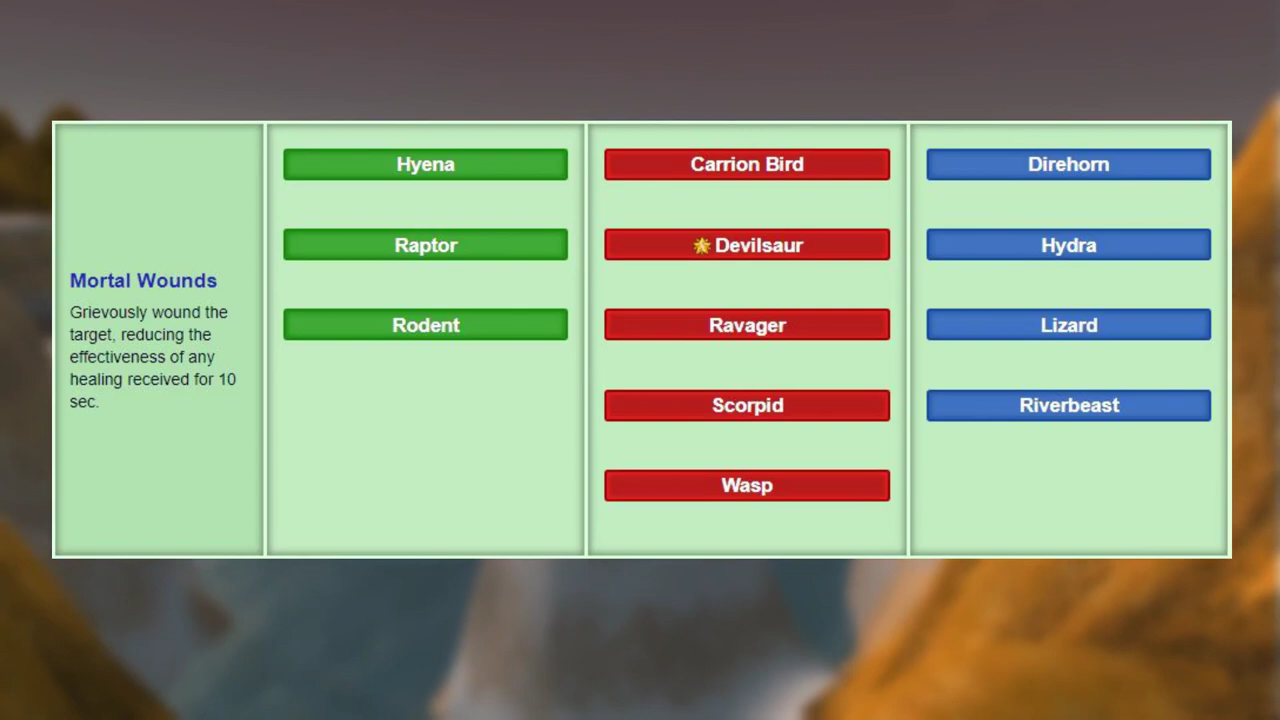 Mortal Wounds
Grievously wound the
target, reducing the
effectiveness of any
healing received for 10
sec.
Hyena
Raptor
Rodent
Carrion Bird
Devilsaur
Ravager
Scorpid
Wasp
Direhorn
Hydra
Lizard
Riverbeast